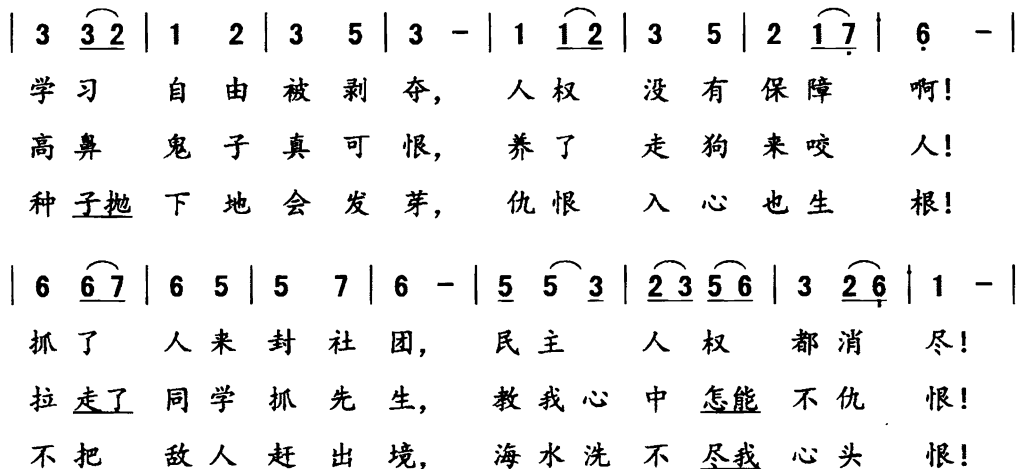 | 3 3 2 | 1 2 | 3 5 | 3 - | 1 1 2 | 3 5 | 2 1 7 | 6 - |
学习 自由被剥夺, 人权 没有保障 啊!
高鼻 鬼子真可恨, 养了 走狗来咬 人!
种子抛 下地会发芽, 仇恨 入心也生 根!
| 6 6 7 | 6 5 | 5 7 | 6 - | 5 5 3 | 2 3 5 6 | 3 2 6 | 1 - |
抓了 人来封社团, 民主 人权 都消 尽!
拉走了 同学抓先生, 教我心中怎能不仇 恨!
不把 敌人赶出境, 海水洗不尽我心头 恨!